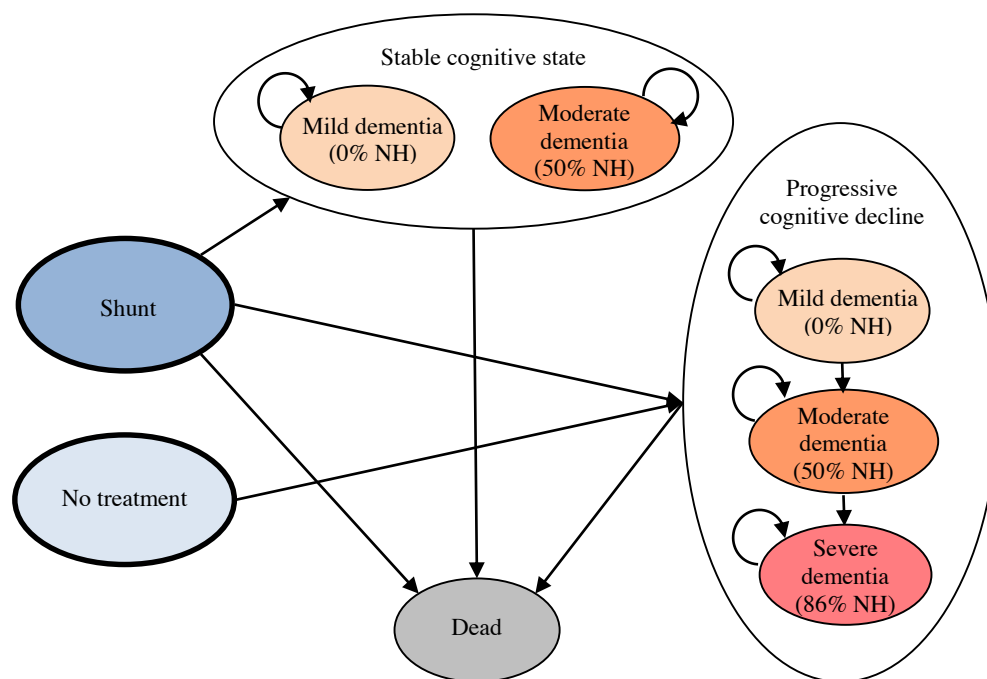 Stable cognitive state
Mild dementia
(0% NH)
Moderate
dementia
(50% NH)
Progressive
cognitive decline
Mild dementia
(0% NH)
Moderate
dementia
(50% NH)
Severe
dementia
(86% NH)
Shunt
No treatment
Dead